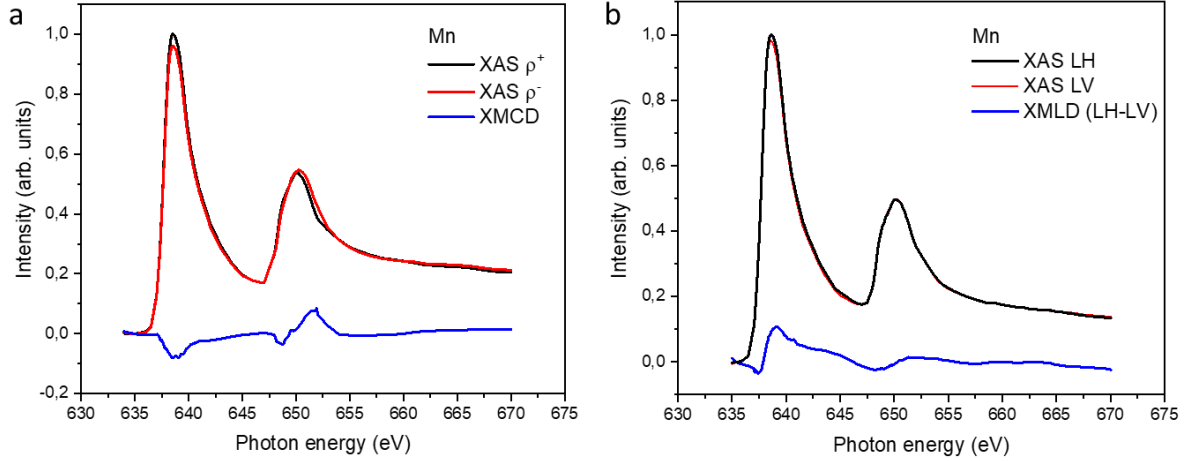 a
Mn
XAS ρ⁺
XAS ρ⁻
XMCD
Intensity (arb. units)
1,0
0,8
0,6
0,4
0,2
0,0
-0,2
630 635 640 645 650 655 660 665 670 675
Photon energy (eV)
b
Mn
XAS LH
XAS LV
XMLD (LH-LV)
Intensity (arb. units)
1,0
0,8
0,6
0,4
0,2
0,0
630 635 640 645 650 655 660 665 670 675
Photon energy (eV)